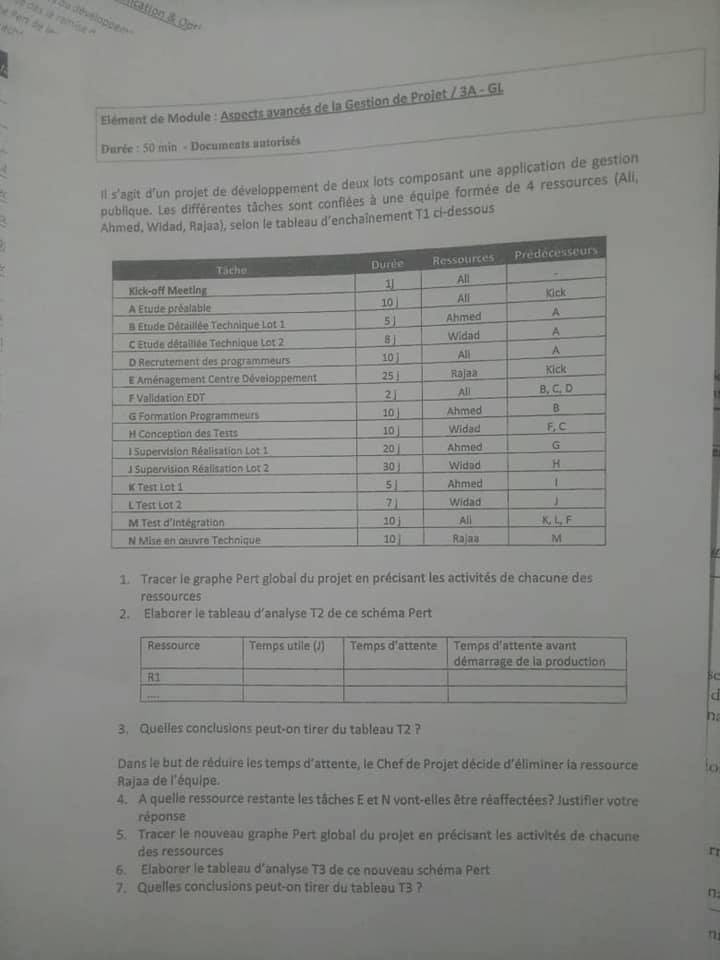 Elément de Module : Aspects avancés de la Gestion de Projet / 3A - GL
Durée : 50 min - Documents autorisés
Il s'agit d'un projet de développement de deux lots composant une application de gestion
publique. Les différentes tâches sont confiées à une équipe formée de 4 ressources (Ali,
Ahmed, Widad, Rajaa), selon le tableau d'enchaînement T1 ci-dessous
Tâche Durée Ressources Prédécesseurs
Kick-off Meeting 1j Ali -
A Etude préalable 10 j Ali Kick
B Etude Détaillée Technique Lot 1 5 j Ahmed A
C Etude détaillée Technique Lot 2 8 j Widad A
D Recrutement des programmeurs 10 j Ali A
E Aménagement Centre Développement 25 j Rajaa Kick
F Validation EDT 2 j Ali B, C, D
G Formation Programmeurs 10 j Ahmed B
H Conception des Tests 10 j Widad F, C
I Supervision Réalisation Lot 1 20 j Ahmed G
J Supervision Réalisation Lot 2 30 j Widad H
K Test Lot 1 5 j Ahmed I
L Test Lot 2 7 j Widad J
M Test d'Intégration 10 j Ali K, L, F
N Mise en œuvre Technique 10 j Rajaa M
1. Tracer le graphe Pert global du projet en précisant les activités de chacune des
ressources
2. Elaborer le tableau d'analyse T2 de ce schéma Pert
Ressource Temps utile (J) Temps d'attente Temps d'attente avant
démarrage de la production
R1
....
3. Quelles conclusions peut-on tirer du tableau T2 ?
Dans le but de réduire les temps d'attente, le Chef de Projet décide d'éliminer la ressource
Rajaa de l'équipe.
4. A quelle ressource restante les tâches E et N vont-elles être réaffectées? Justifier votre
réponse
5. Tracer le nouveau graphe Pert global du projet en précisant les activités de chacune
des ressources
6. Elaborer le tableau d'analyse T3 de ce nouveau schéma Pert
7. Quelles conclusions peut-on tirer du tableau T3 ?